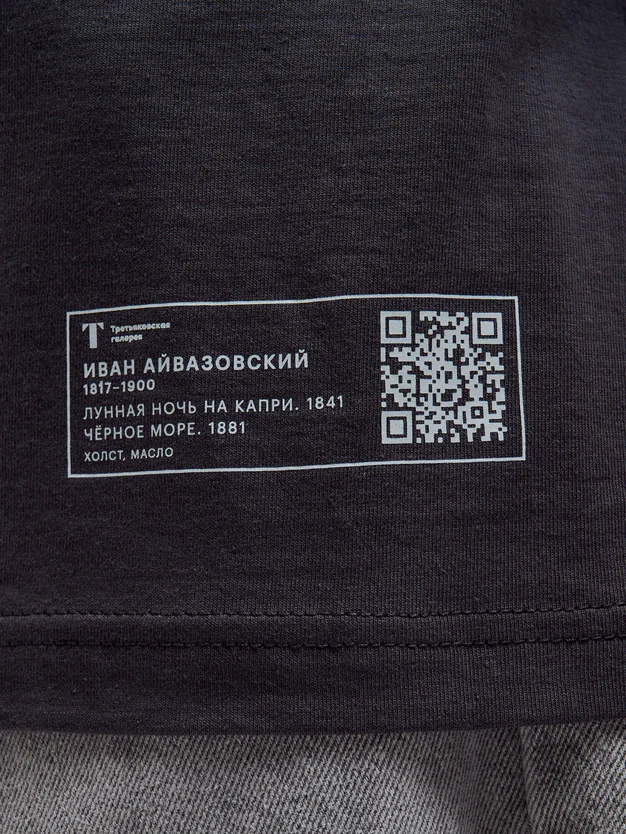 Т Третьяковская
галерея
ИВАН АЙВАЗОВСКИЙ
1817–1900
ЛУННАЯ НОЧЬ НА КАПРИ. 1841
ЧЁРНОЕ МОРЕ. 1881
ХОЛСТ, МАСЛО